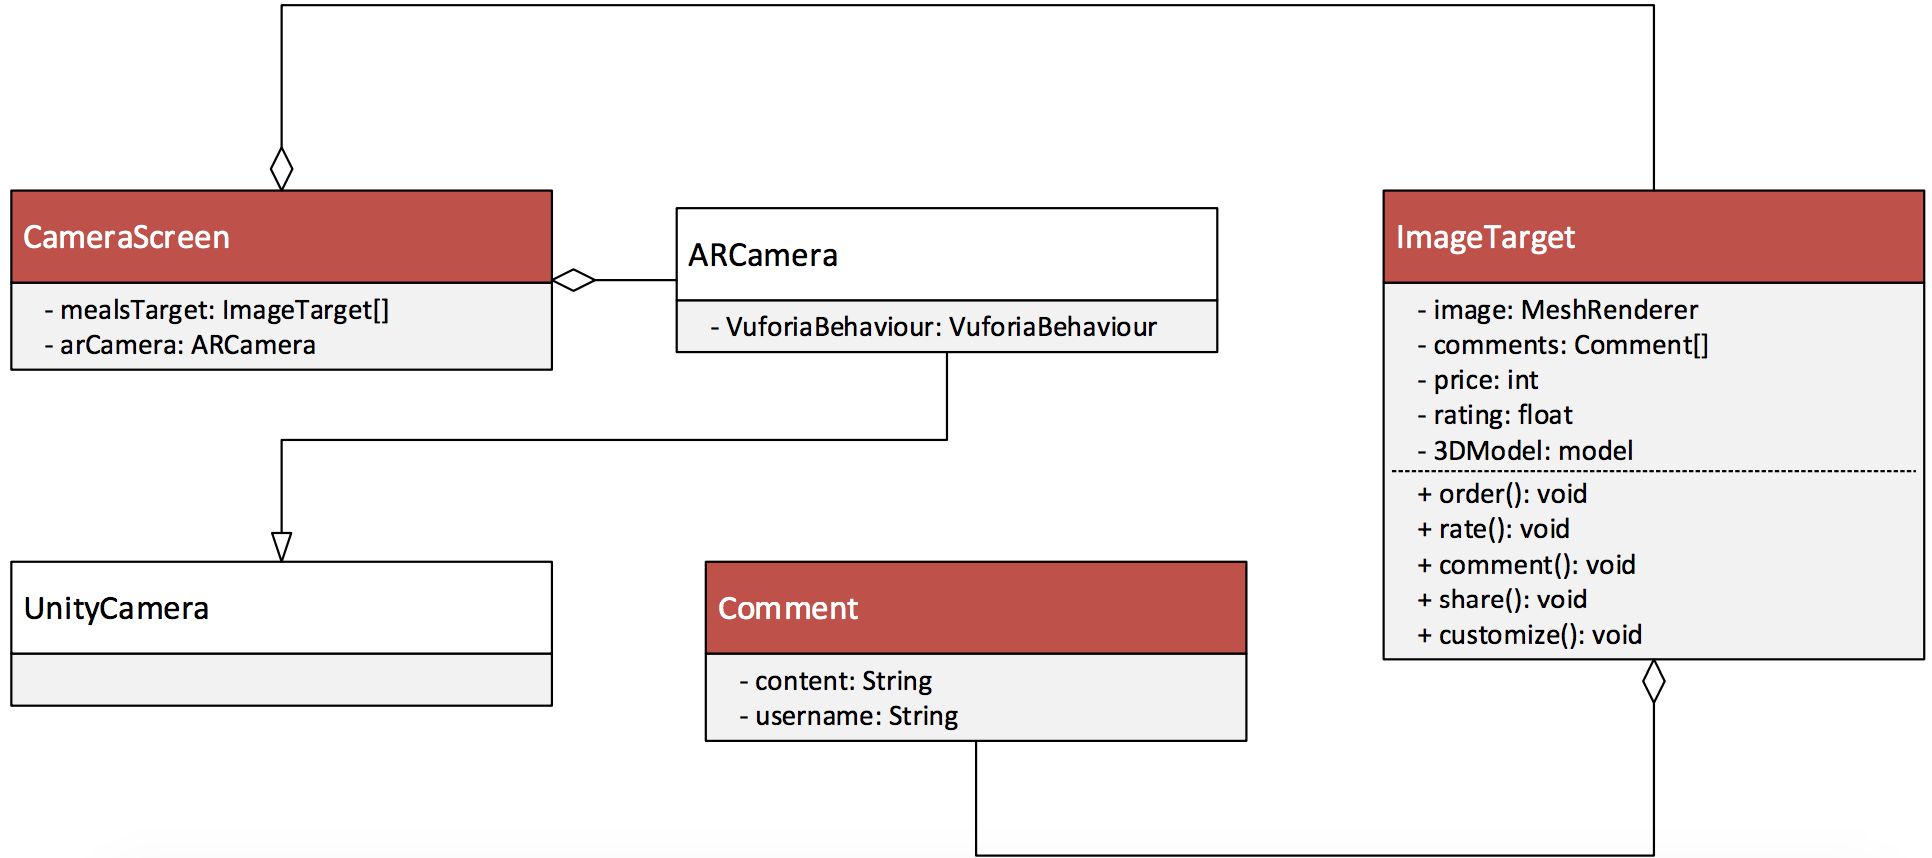 CameraScreen
- mealsTarget: ImageTarget[]
- arCamera: ARCamera
ARCamera
- VuforiaBehaviour: VuforiaBehaviour
ImageTarget
- image: MeshRenderer
- comments: Comment[]
- price: int
- rating: float
- 3DModel: model
+ order(): void
+ rate(): void
+ comment(): void
+ share(): void
+ customize(): void
UnityCamera
Comment
- content: String
- username: String